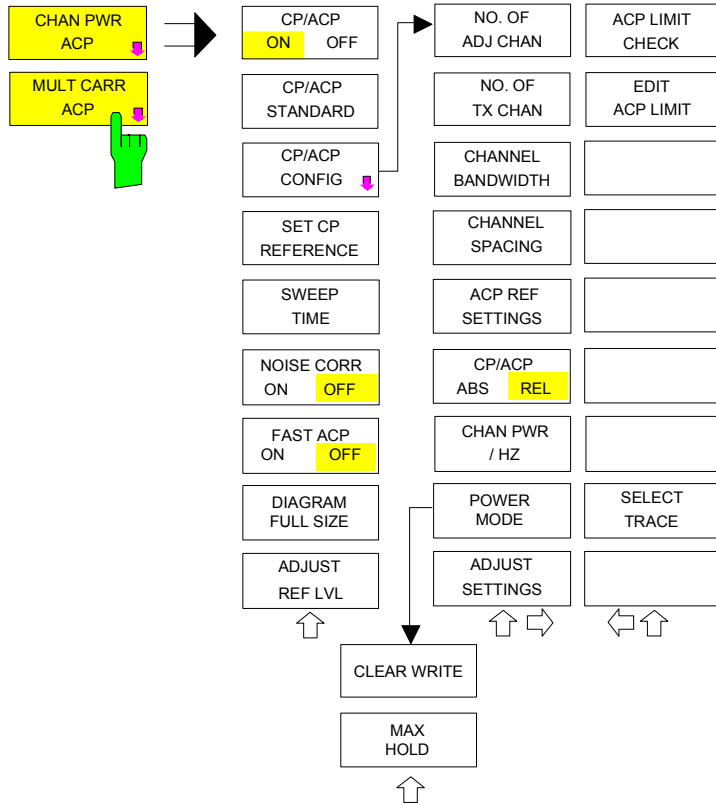 CHAN PWR
ACP
MULT CARR
ACP
CP/ACP
ON OFF
CP/ACP
STANDARD
CP/ACP
CONFIG
SET CP
REFERENCE
SWEEP
TIME
NOISE CORR
ON OFF
FAST ACP
ON OFF
DIAGRAM
FULL SIZE
ADJUST
REF LVL
NO. OF
ADJ CHAN
NO. OF
TX CHAN
CHANNEL
BANDWIDTH
CHANNEL
SPACING
ACP REF
SETTINGS
CP/ACP
ABS REL
CHAN PWR
/ HZ
POWER
MODE
ADJUST
SETTINGS
ACP LIMIT
CHECK
EDIT
ACP LIMIT
SELECT
TRACE
CLEAR WRITE
MAX
HOLD